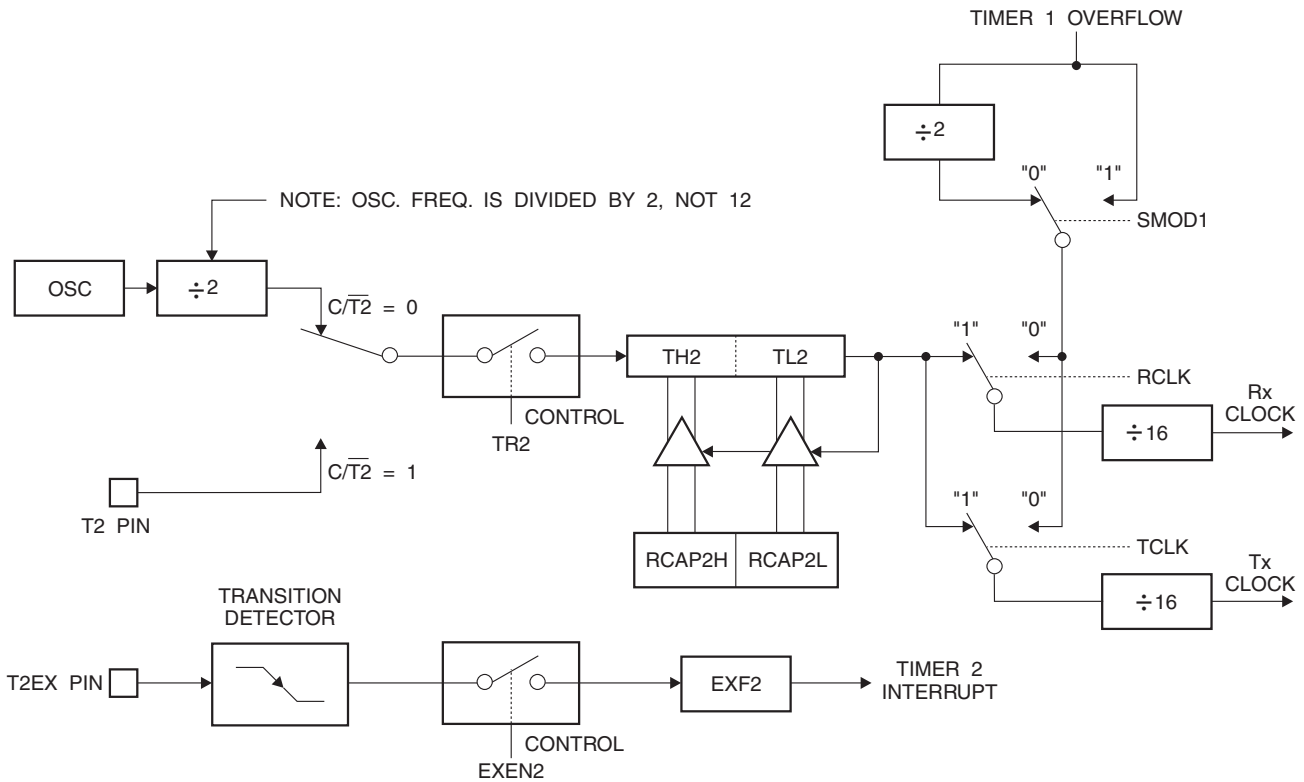 TIMER 1 OVERFLOW
÷2
"0"
"1"
SMOD1
NOTE: OSC. FREQ. IS DIVIDED BY 2, NOT 12
OSC
÷2
C/T2̅ = 0
TH2
TL2
"1"
"0"
RCLK
CONTROL
TR2
Rx
CLOCK
÷16
C/T2̅ = 1
T2 PIN
"1"
"0"
RCAP2H
RCAP2L
TCLK
Tx
CLOCK
÷16
TRANSITION
DETECTOR
T2EX PIN
EXF2
TIMER 2
INTERRUPT
CONTROL
EXEN2